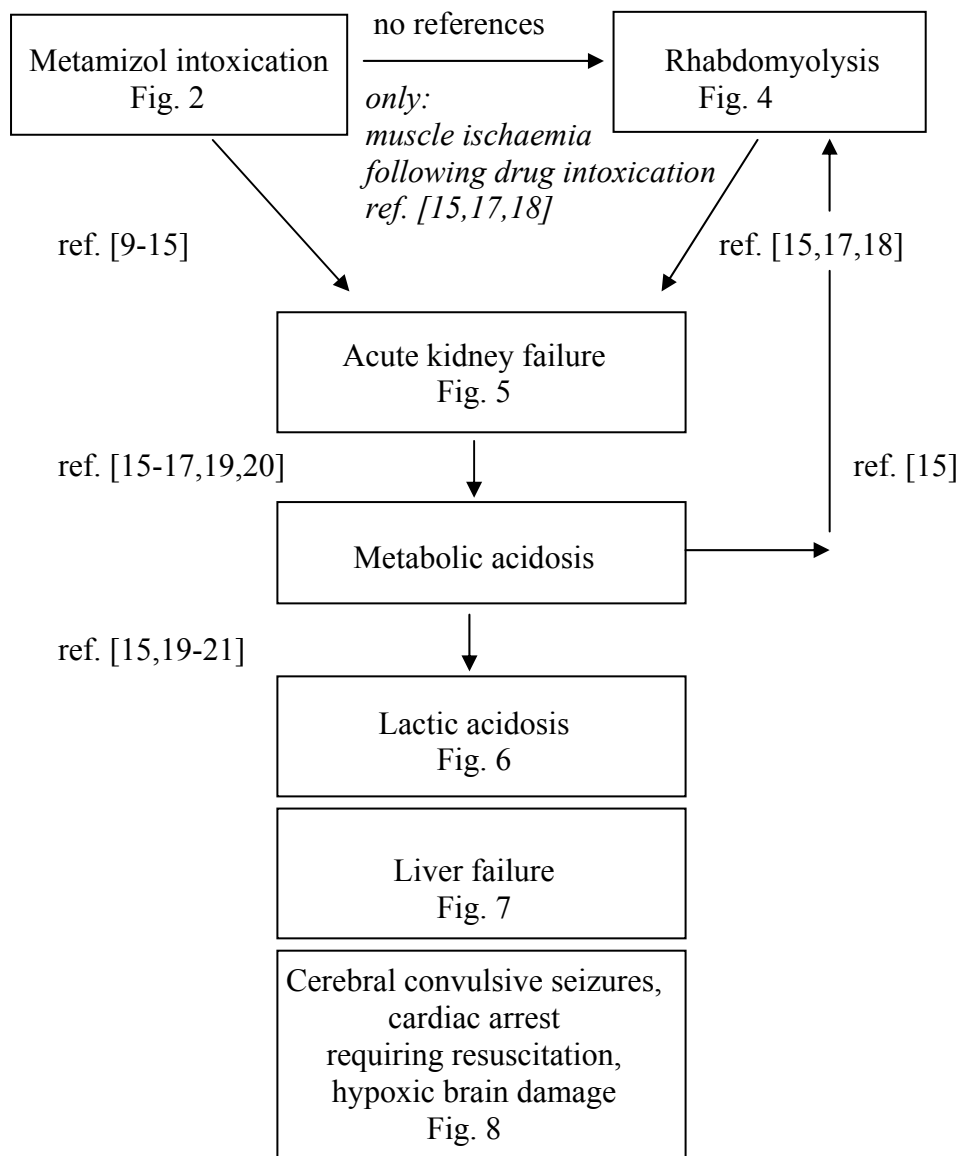 no references
Metamizol intoxication
Fig. 2
Rhabdomyolysis
Fig. 4
only:
muscle ischaemia
following drug intoxication
ref. [15,17,18]
ref. [9-15]
ref. [15,17,18]
Acute kidney failure
Fig. 5
ref. [15-17,19,20]
ref. [15]
Metabolic acidosis
ref. [15,19-21]
Lactic acidosis
Fig. 6
Liver failure
Fig. 7
Cerebral convulsive seizures,
cardiac arrest
requiring resuscitation,
hypoxic brain damage
Fig. 8